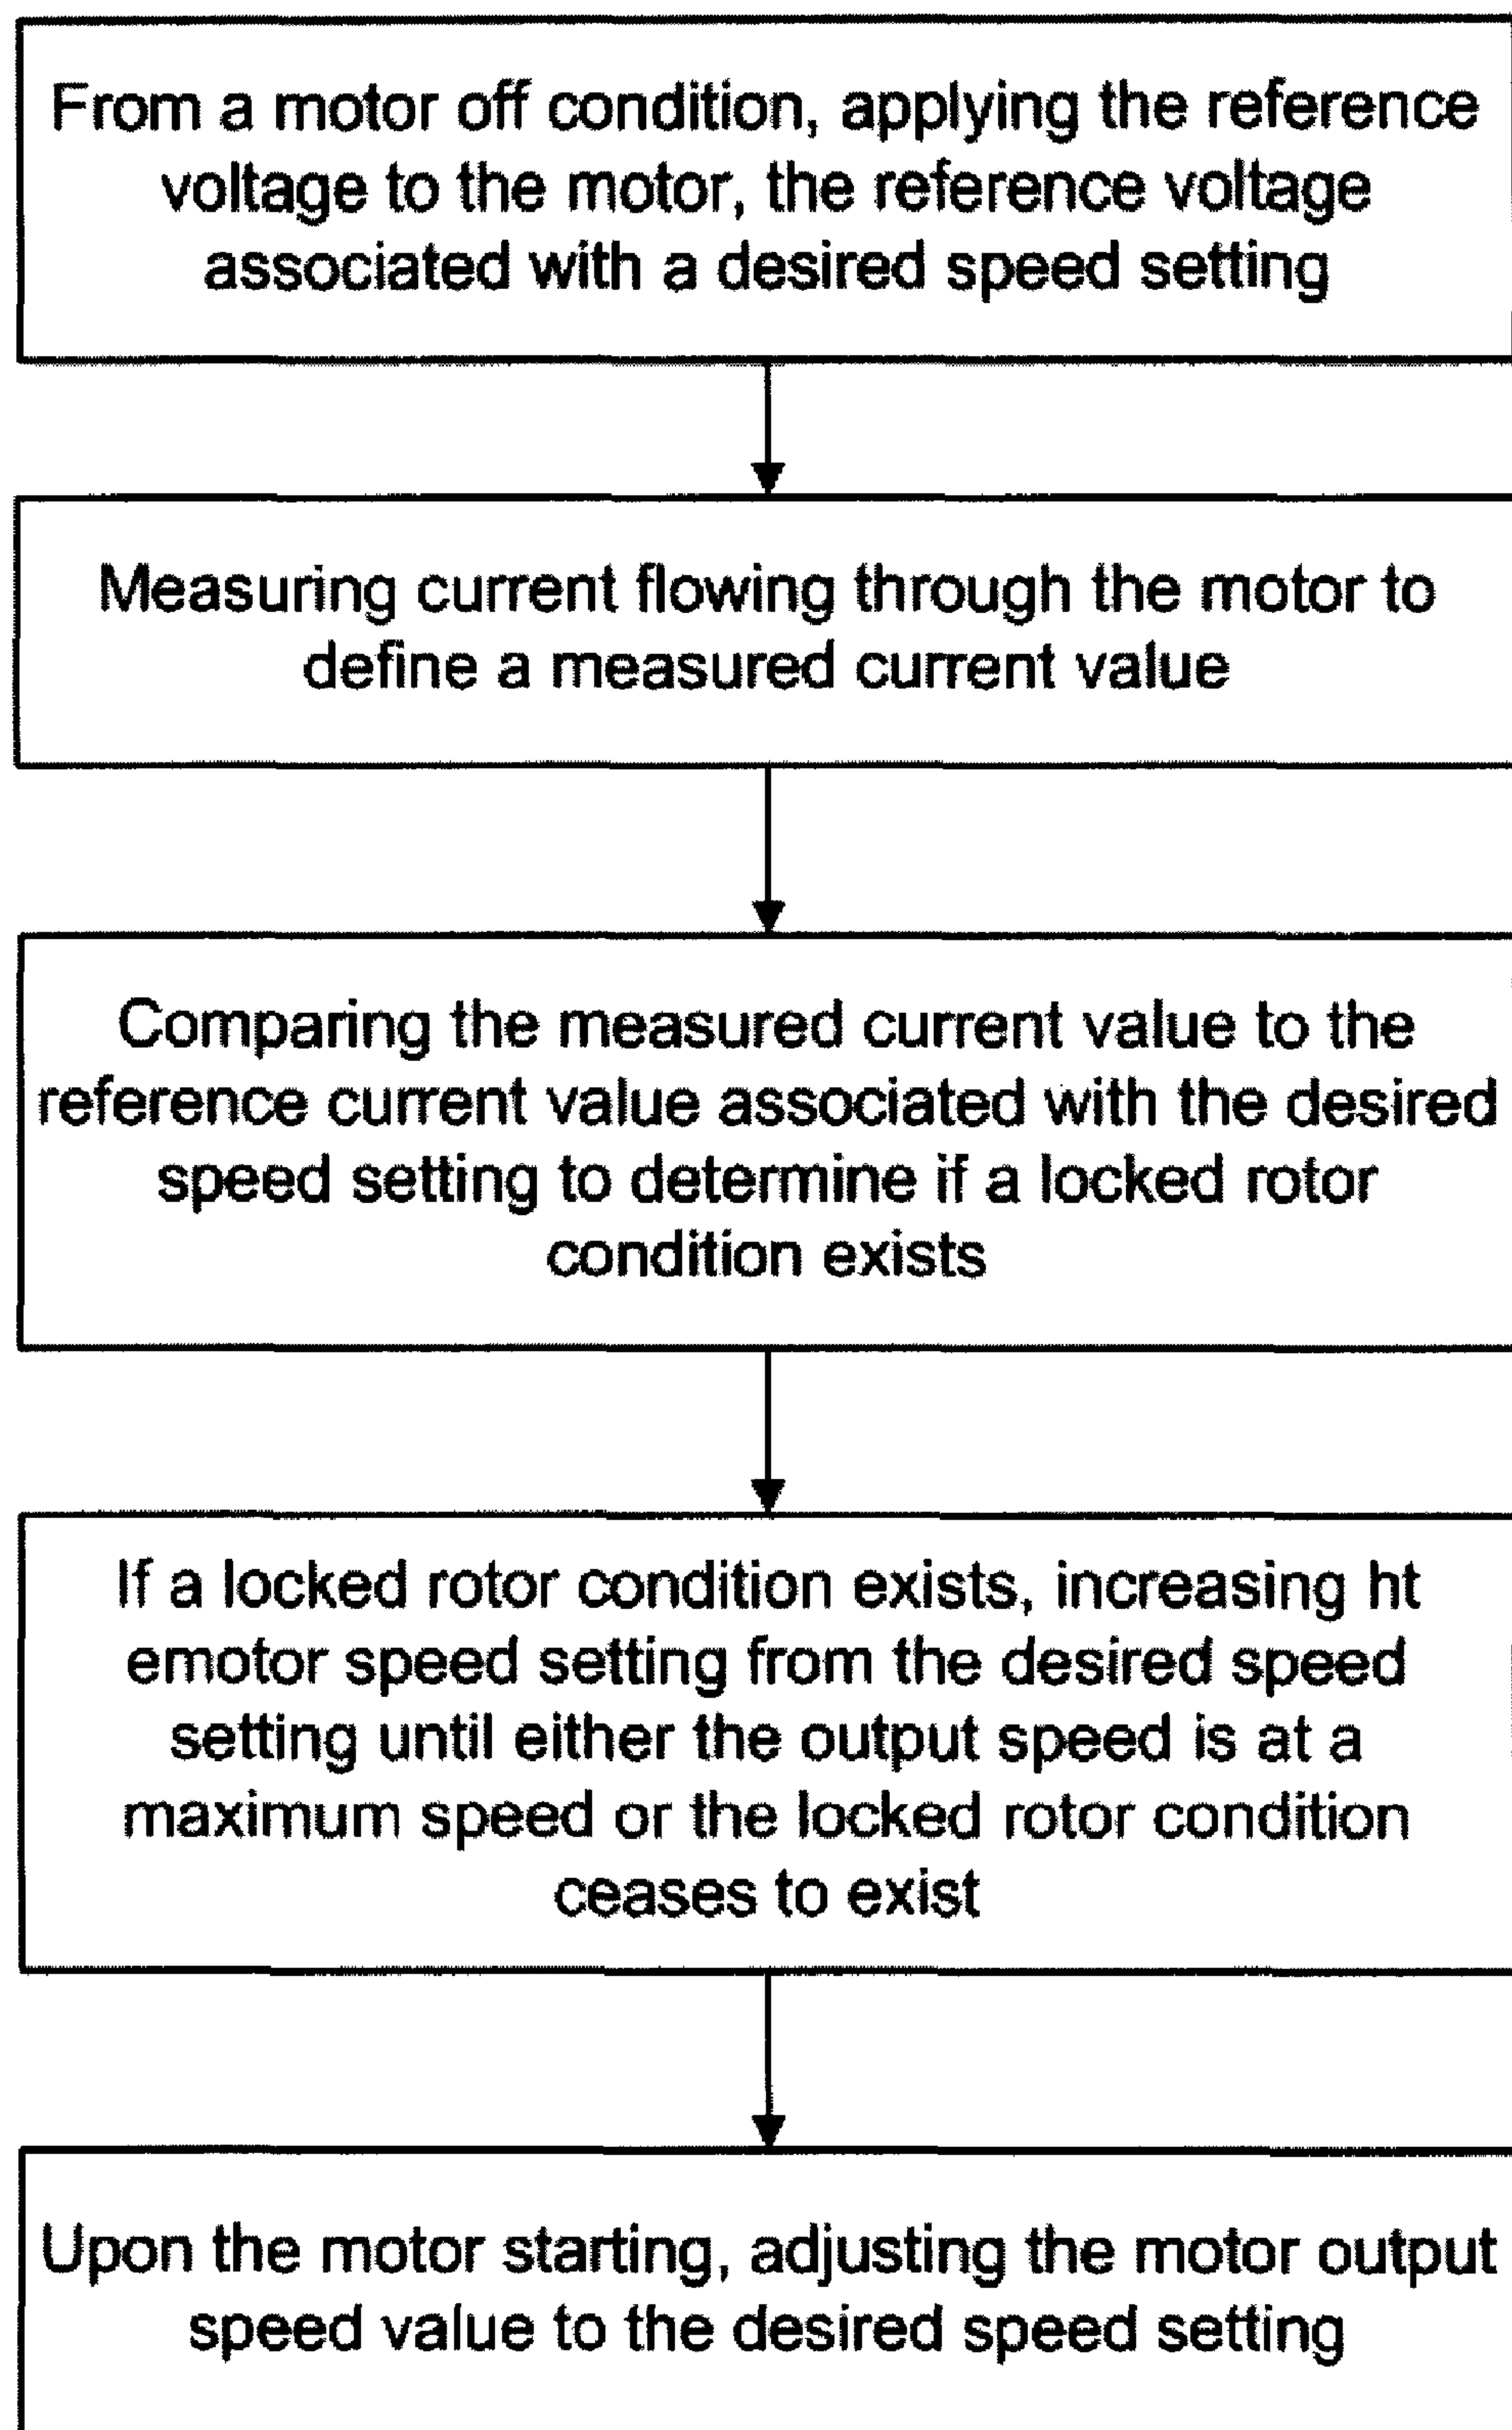 From a motor off condition, applying the reference
voltage to the motor, the reference voltage
associated with a desired speed setting
Measuring current flowing through the motor to
define a measured current value
Comparing the measured current value to the
reference current value associated with the desired
speed setting to determine if a locked rotor
condition exists
If a locked rotor condition exists, increasing ht
emotor speed setting from the desired speed
setting until either the output speed is at a
maximum speed or the locked rotor condition
ceases to exist
Upon the motor starting, adjusting the motor output
speed value to the desired speed setting